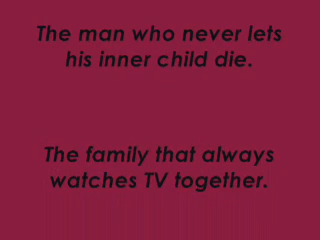 The man who never lets
his inner child die.
The family that always
watches TV together.